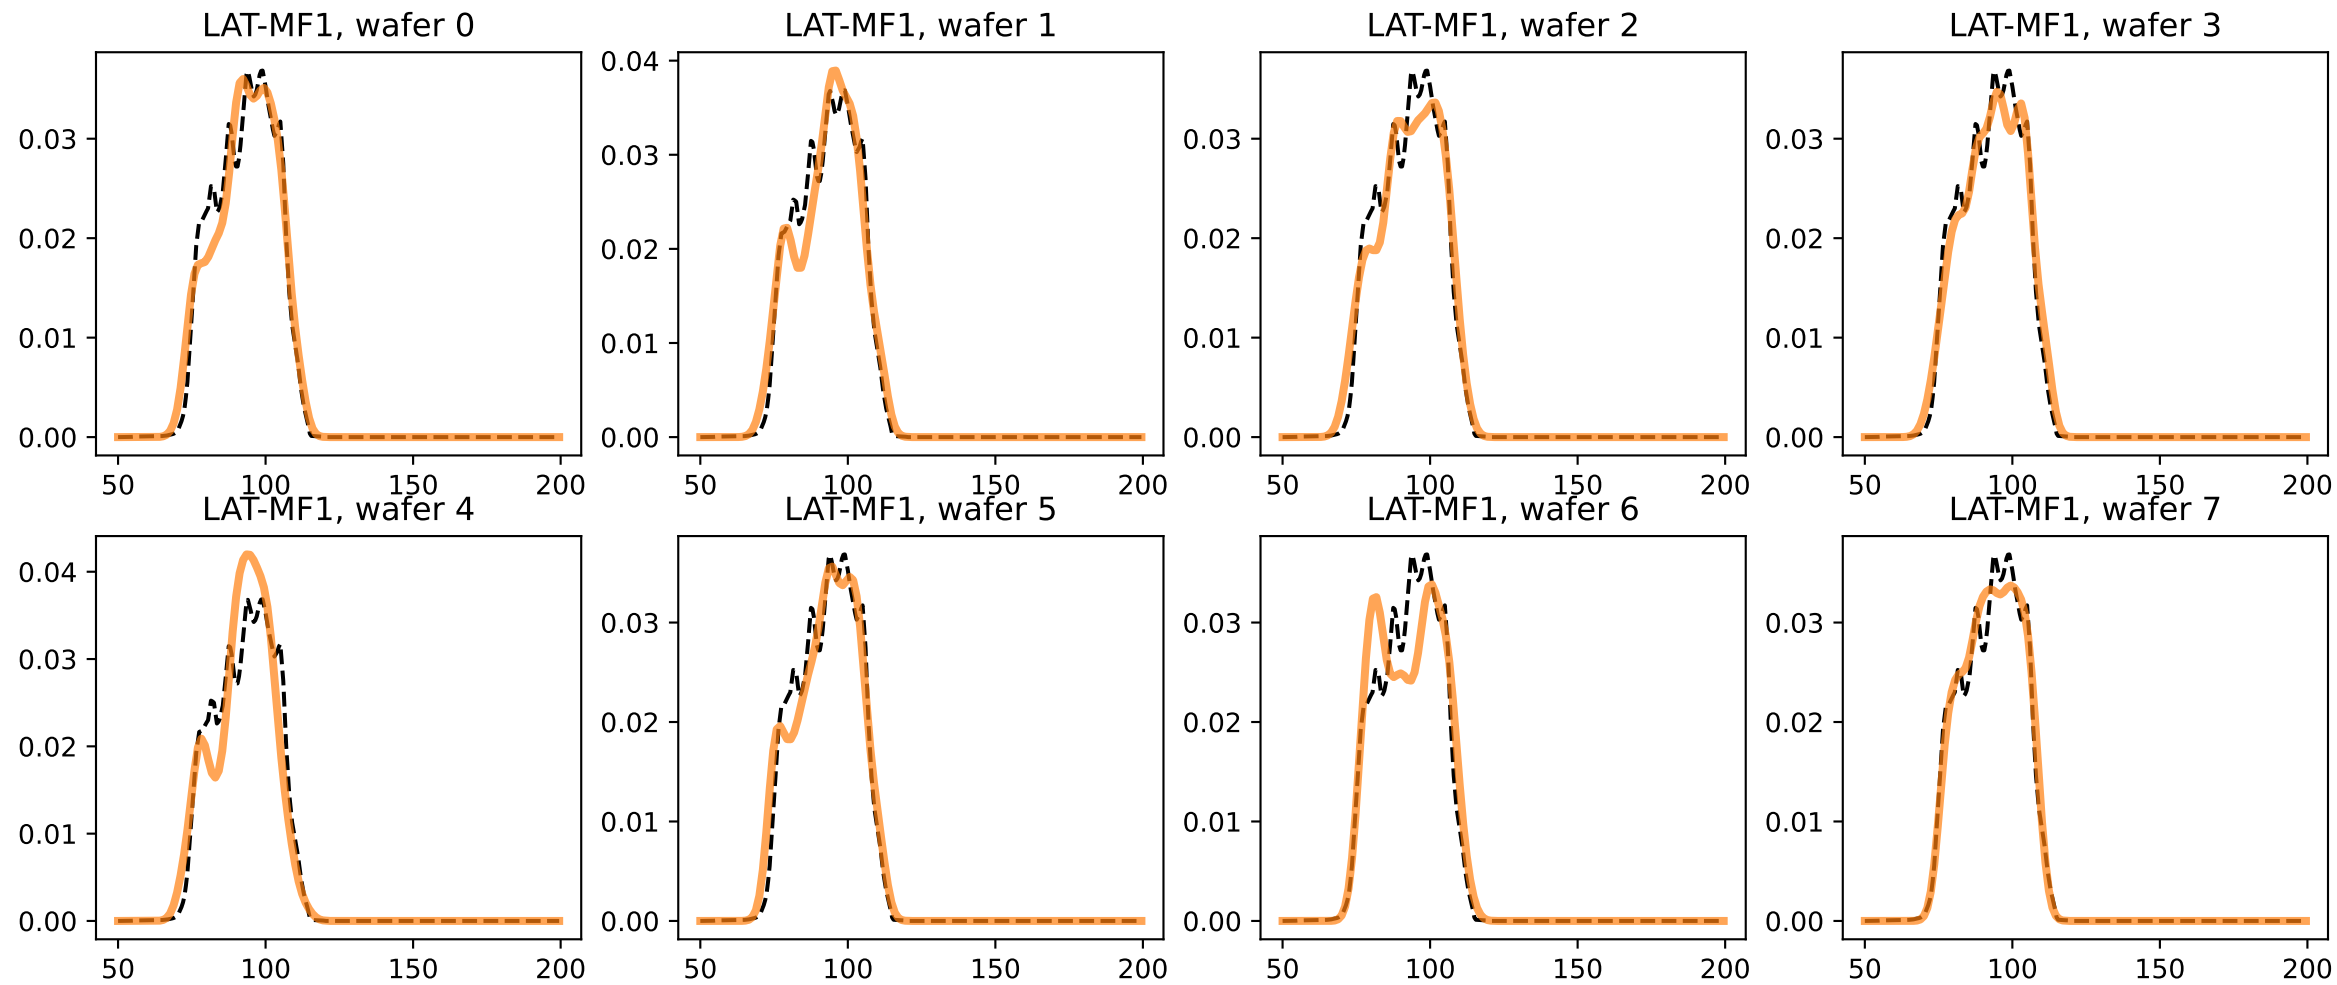 LAT-MF1, wafer 0 LAT-MF1, wafer 1 LAT-MF1, wafer 2 LAT-MF1, wafer 3
0.03 0.04 0.03 0.03
0.02 0.03 0.02 0.02
0.01 0.02 0.01 0.01
0.00 0.01 0.00 0.00
0.00
50 100 150 200 50 100 150 200 50 100 150 200 50 100 150 200
LAT-MF1, wafer 4 LAT-MF1, wafer 5 LAT-MF1, wafer 6 LAT-MF1, wafer 7
0.04 0.03 0.03 0.03
0.03 0.02 0.02 0.02
0.02 0.01 0.01 0.01
0.01 0.00 0.00 0.00
0.00
50 100 150 200 50 100 150 200 50 100 150 200 50 100 150 200